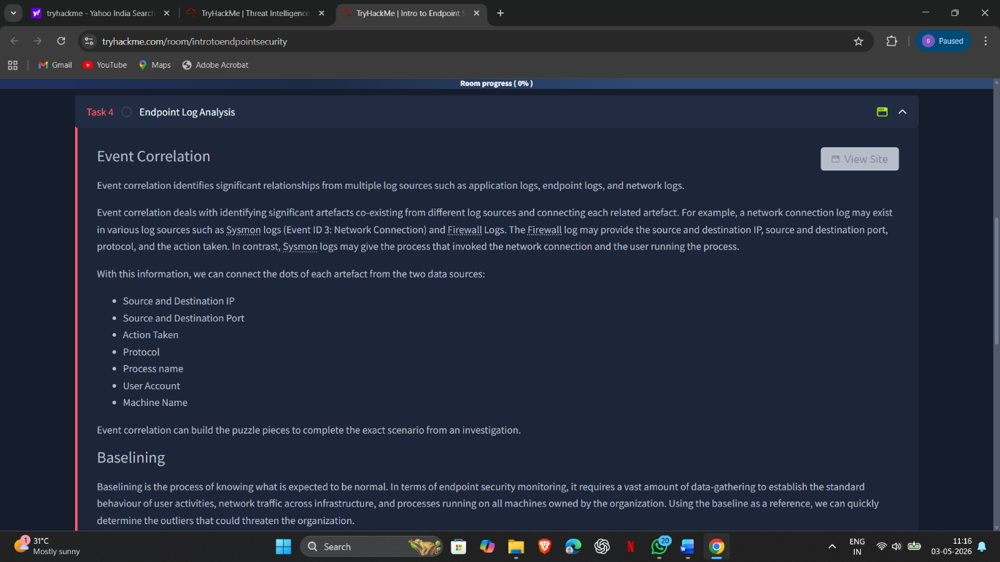 tryhackme - Yahoo India Search
TryHackMe | Threat Intelligence
TryHackMe | Intro to Endpoint S
tryhackme.com/room/introtoendpointsecurity
S
Paused
Gmail
YouTube
Maps
Adobe Acrobat
Room progress ( 0% )
Task 4
Endpoint Log Analysis
Event Correlation
View Site
Event correlation identifies significant relationships from multiple log sources such as application logs, endpoint logs, and network logs.
Event correlation deals with identifying significant artefacts co-existing from different log sources and connecting each related artefact. For example, a network connection log may exist
in various log sources such as Sysmon logs (Event ID 3: Network Connection) and Firewall Logs. The Firewall log may provide the source and destination IP, source and destination port,
protocol, and the action taken. In contrast, Sysmon logs may give the process that invoked the network connection and the user running the process.
With this information, we can connect the dots of each artefact from the two data sources:
• Source and Destination IP
• Source and Destination Port
• Action Taken
• Protocol
• Process name
• User Account
• Machine Name
Event correlation can build the puzzle pieces to complete the exact scenario from an investigation.
Baselining
Baselining is the process of knowing what is expected to be normal. In terms of endpoint security monitoring, it requires a vast amount of data-gathering to establish the standard
behaviour of user activities, network traffic across infrastructure, and processes running on all machines owned by the organization. Using the baseline as a reference, we can quickly
determine the outliers that could threaten the organization.
1
31°C
Mostly sunny
Search
20
ENG
IN
11:16
03-05-2026